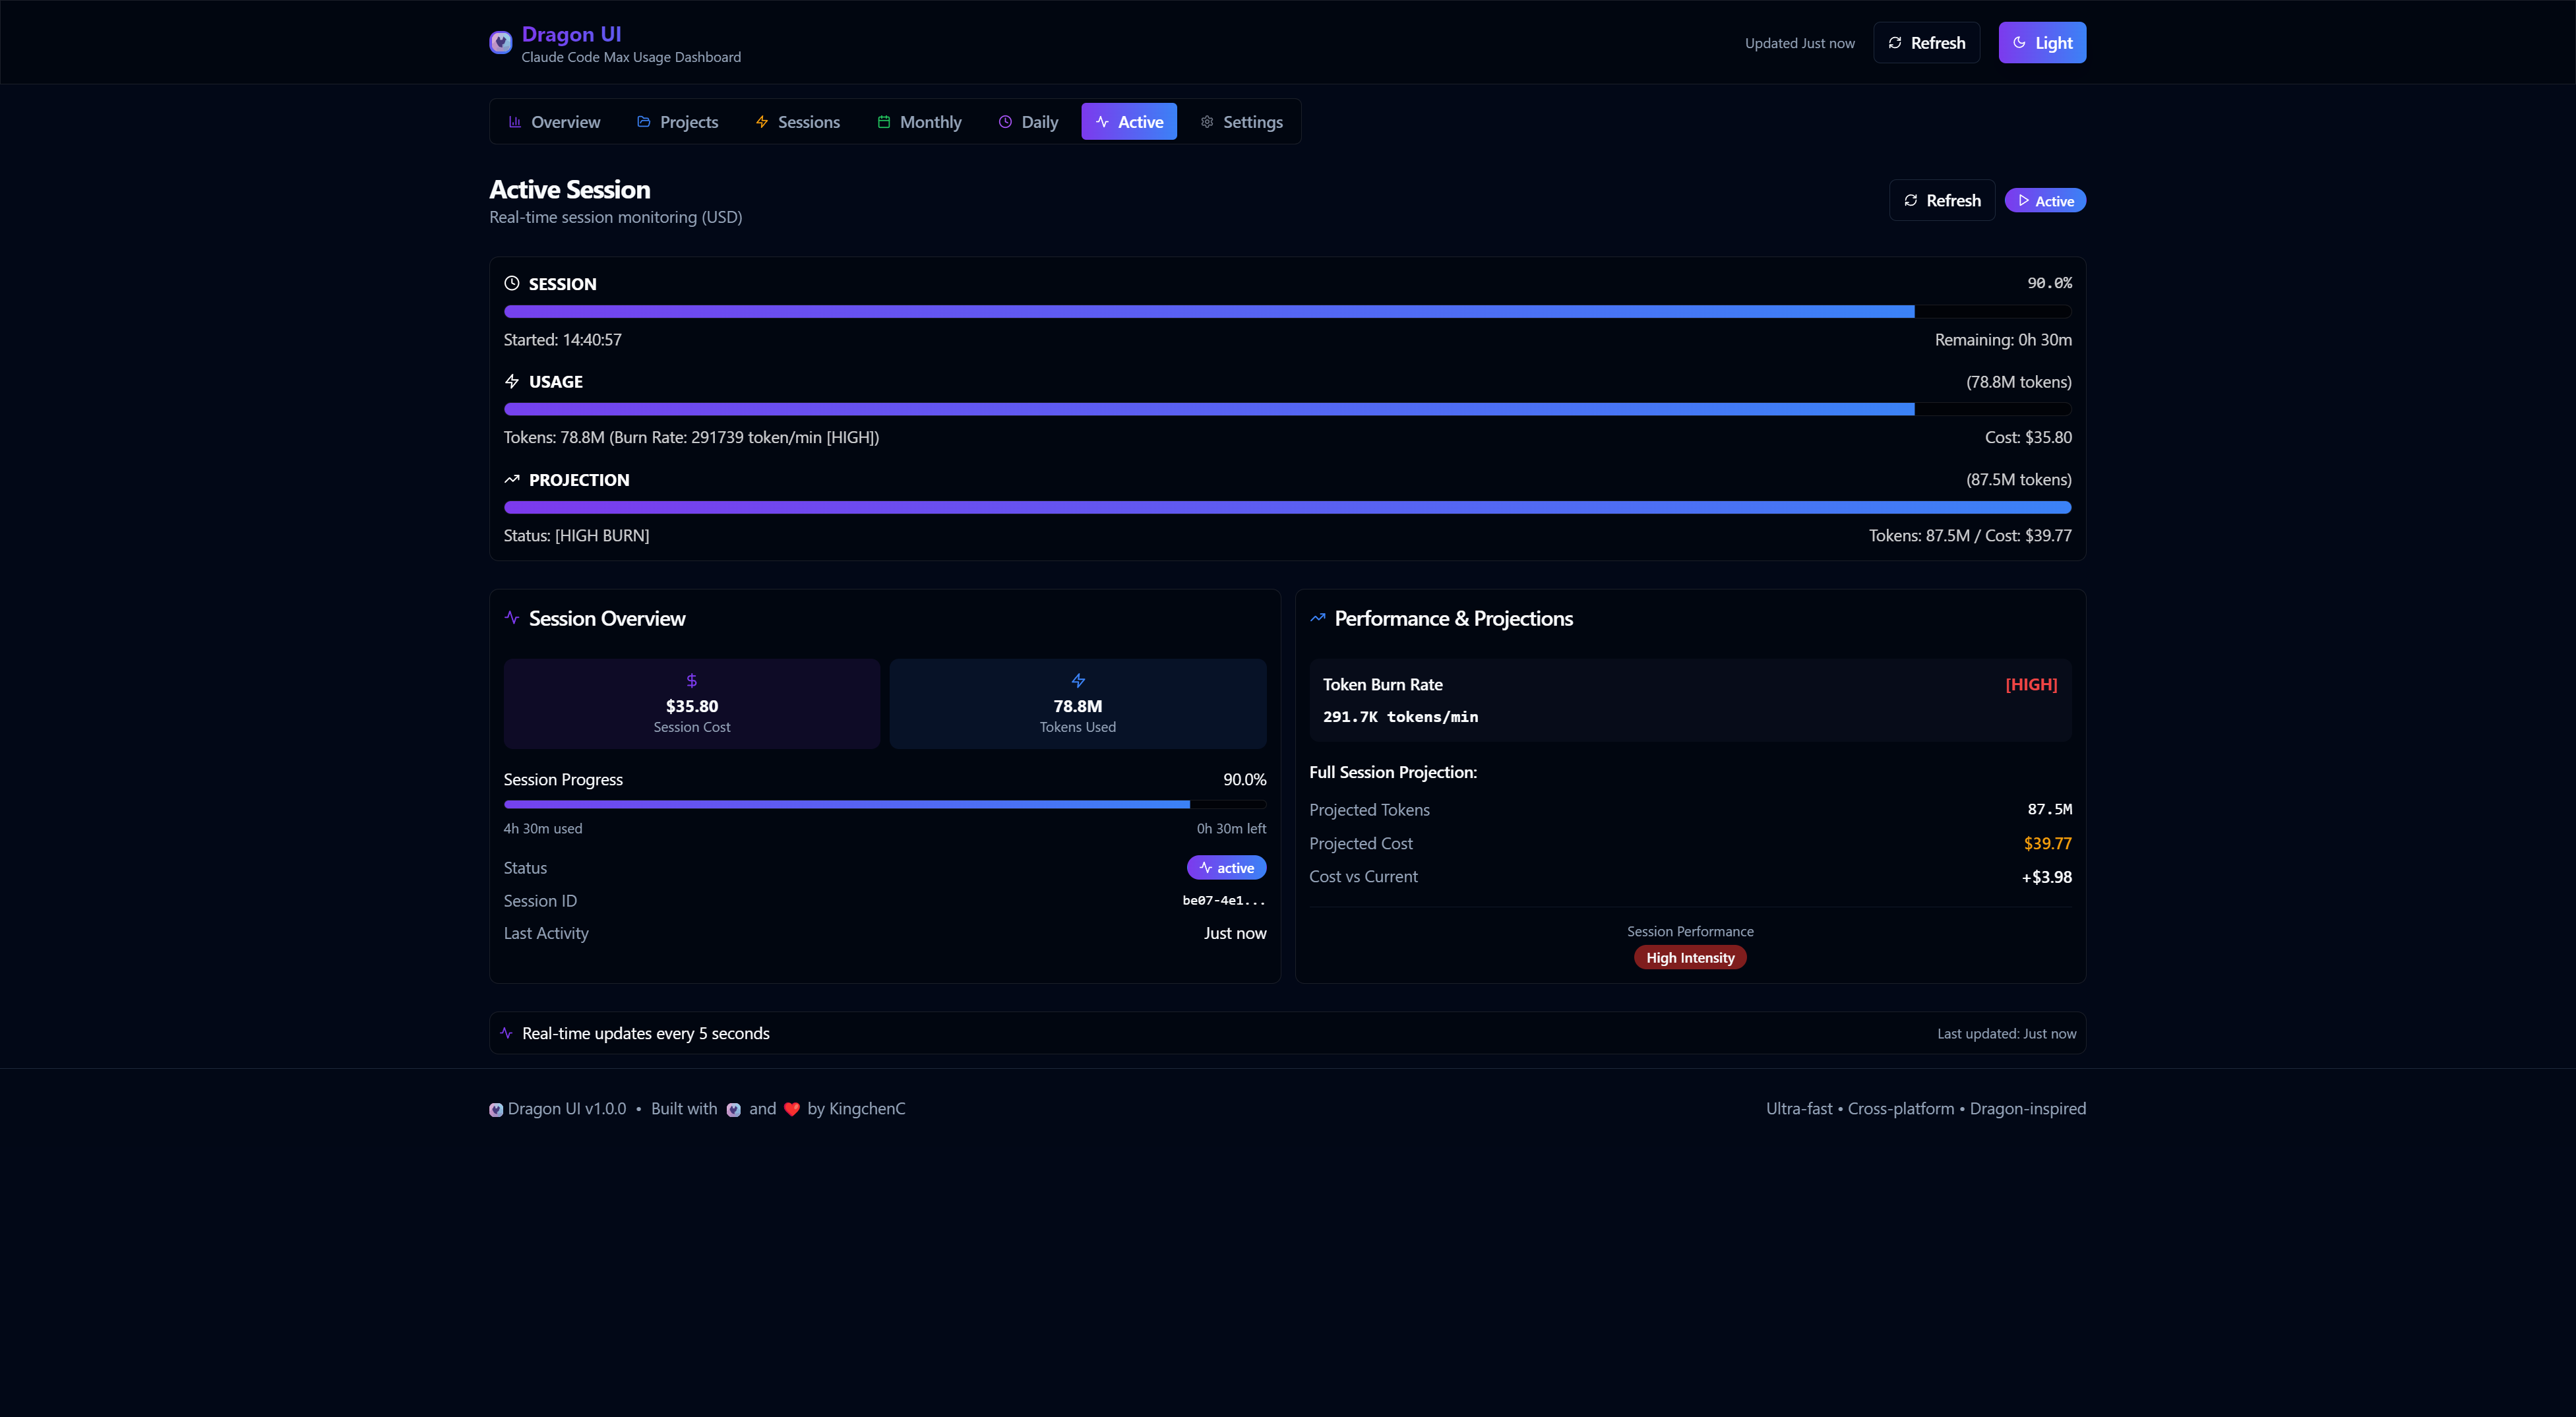 Dragon UI
Claude Code Max Usage Dashboard
Updated Just now
Refresh
Light
Overview
Projects
Sessions
Monthly
Daily
Active
Settings
Active Session
Real-time session monitoring (USD)
Refresh
Active
SESSION
90.0%
Started: 14:40:57
Remaining: 0h 30m
USAGE
(78.8M tokens)
Tokens: 78.8M (Burn Rate: 291739 token/min [HIGH])
Cost: $35.80
PROJECTION
(87.5M tokens)
Status: [HIGH BURN]
Tokens: 87.5M / Cost: $39.77
Session Overview
$35.80
Session Cost
78.8M
Tokens Used
Session Progress
90.0%
4h 30m used
0h 30m left
Status
active
Session ID
be07-4e1...
Last Activity
Just now
Performance & Projections
Token Burn Rate
[HIGH]
291.7K tokens/min
Full Session Projection:
Projected Tokens
87.5M
Projected Cost
$39.77
Cost vs Current
+$3.98
Session Performance
High Intensity
Real-time updates every 5 seconds
Last updated: Just now
Dragon UI v1.0.0 • Built with and ❤️ by KingchenC
Ultra-fast • Cross-platform • Dragon-inspired